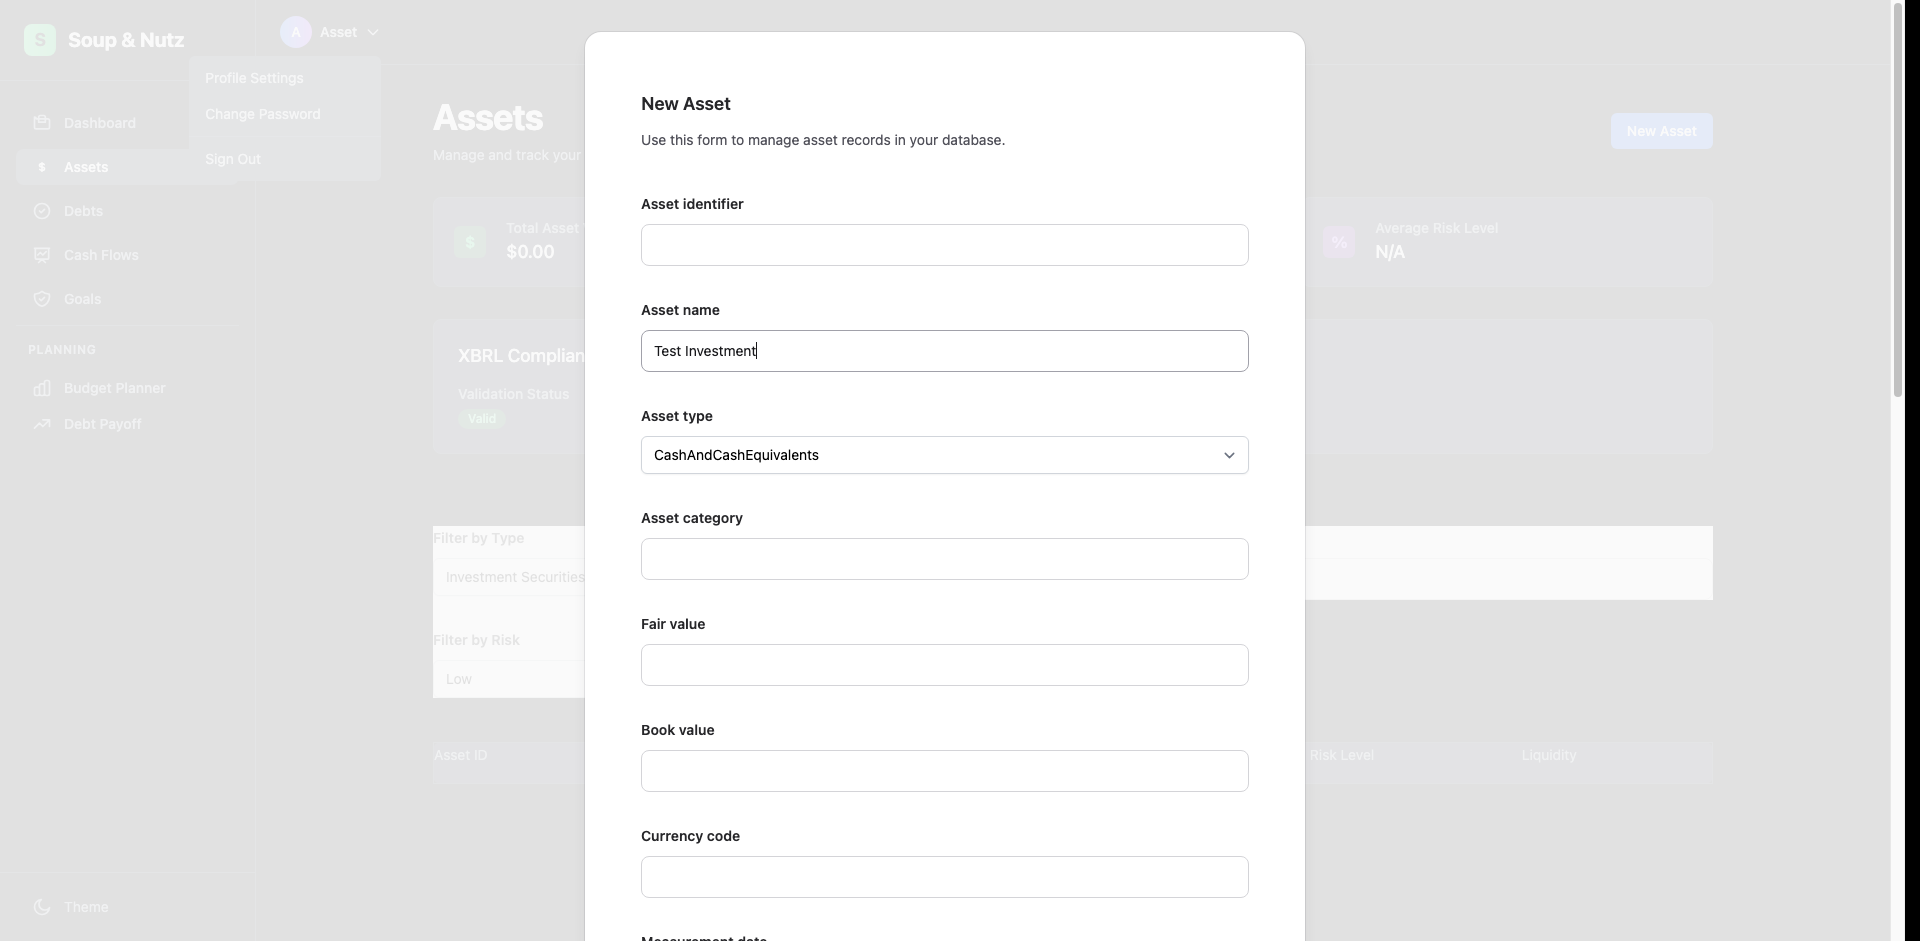 S
Soup & Nutz
A
Asset
Profile Settings
Change Password
Sign Out
Dashboard
Assets
Debts
Cash Flows
Goals
PLANNING
Budget Planner
Debt Payoff
Theme
Assets
Manage and track your
New Asset
Total Asset
$
$0.00
%
Average Risk Level
N/A
XBRL Complian
Validation Status
Valid
Filter by Type
Investment Securities
Filter by Risk
Low
Asset ID
Risk Level
Liquidity
New Asset
Use this form to manage asset records in your database.
Asset identifier
Asset name
Test Investment
Asset type
CashAndCashEquivalents
Asset category
Fair value
Book value
Currency code
Measurement date